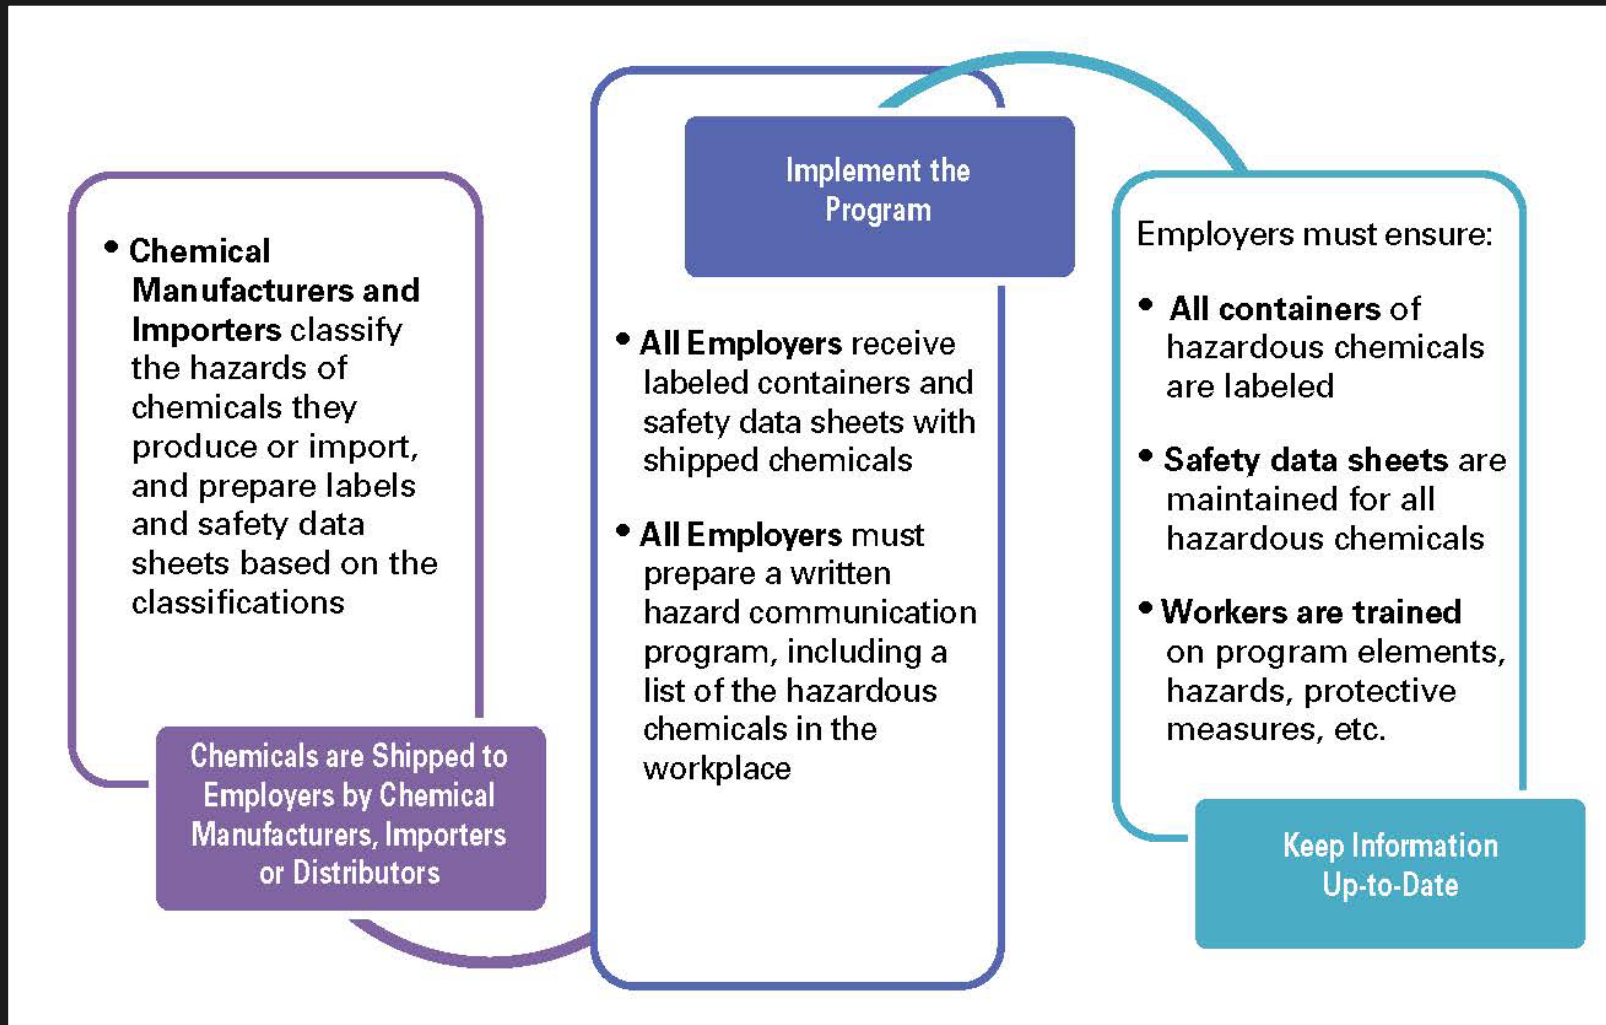 • Chemical
Manufacturers and
Importers classify
the hazards of
chemicals they
produce or import,
and prepare labels
and safety data
sheets based on the
classifications
Chemicals are Shipped to
Employers by Chemical
Manufacturers, Importers
or Distributors
Implement the
Program
• All Employers receive
labeled containers and
safety data sheets with
shipped chemicals
• All Employers must
prepare a written
hazard communication
program, including a
list of the hazardous
chemicals in the
workplace
Employers must ensure:
• All containers of
hazardous chemicals
are labeled
• Safety data sheets are
maintained for all
hazardous chemicals
• Workers are trained
on program elements,
hazards, protective
measures, etc.
Keep Information
Up-to-Date